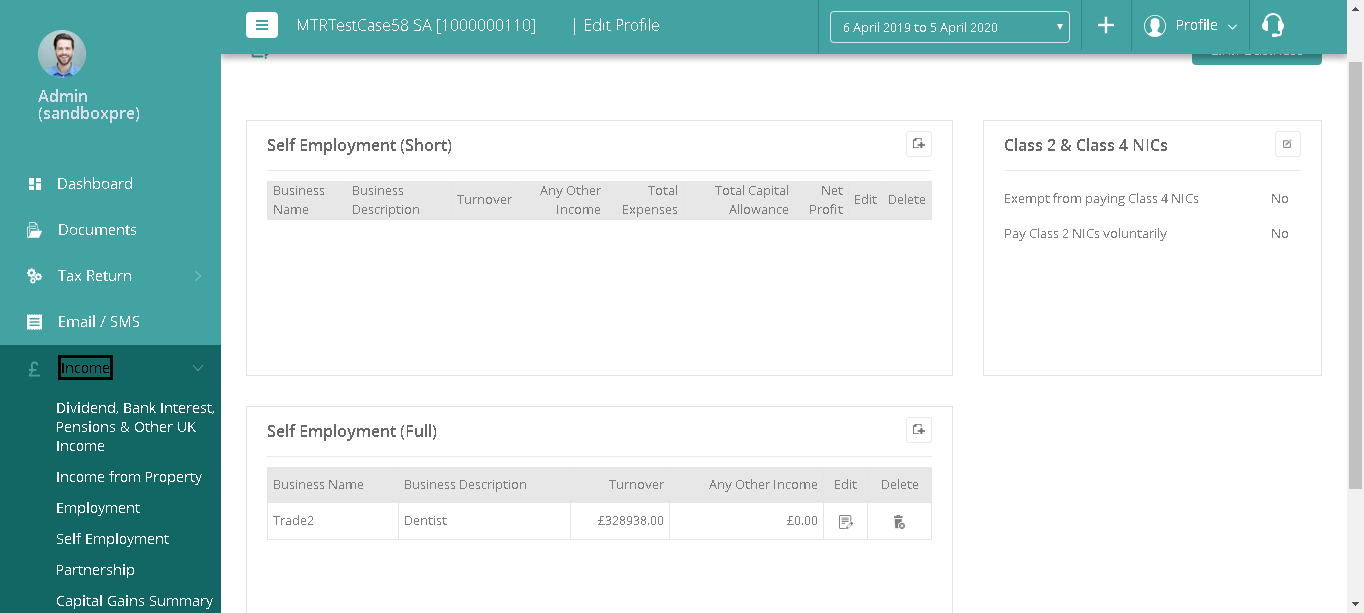 MTRTestCase58 SA [1000000110] | Edit Profile
6 April 2019 to 5 April 2020
Profile
Admin
(sandboxpre)
Dashboard
Documents
Tax Return
Email / SMS
£ Income
Dividend, Bank Interest,
Pensions & Other UK
Income
Income from Property
Employment
Self Employment
Partnership
Capital Gains Summary
Self Employment (Short)
Business Name
Business Description
Turnover
Any Other Income
Total Expenses
Total Capital Allowance
Net Profit
Edit
Delete
Class 2 & Class 4 NICs
Exempt from paying Class 4 NICs No
Pay Class 2 NICs voluntarily No
Self Employment (Full)
Business Name Business Description Turnover Any Other Income Edit Delete
Trade2 Dentist £328938.00 £0.00